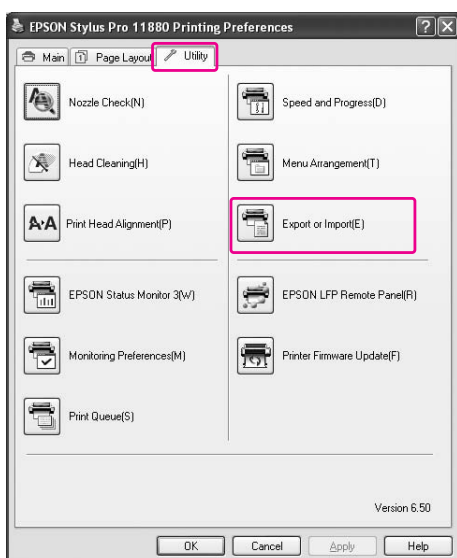 EPSON Stylus Pro 11880 Printing Preferences
Main Page Layout Utility
Nozzle Check(N)
Speed and Progress(D)
Head Cleaning(H)
Menu Arrangement(T)
A·A Print Head Alignment(P)
Export or Import(E)
EPSON Status Monitor 3(W)
EPSON LFP Remote Panel(R)
Monitoring Preferences(M)
Printer Firmware Update(F)
Print Queue(S)
Version 6.50
OK Cancel Apply Help